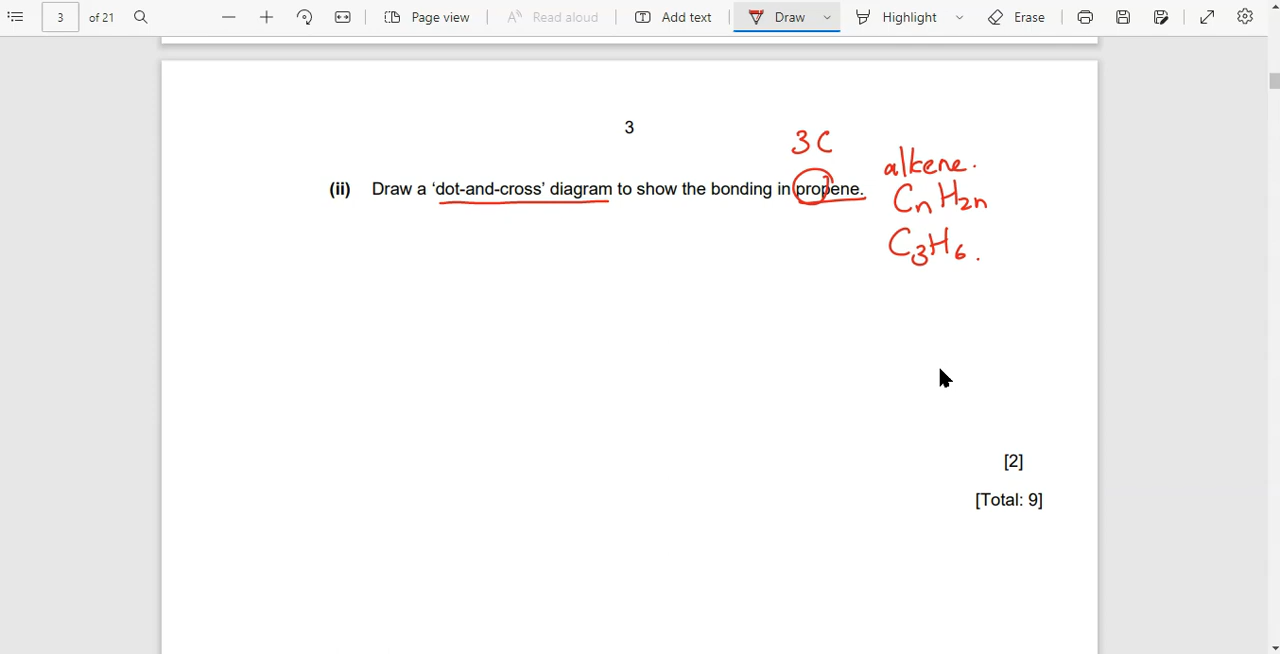 3 of 21 Page view Read aloud Add text Draw Highlight Erase
3
3C
alkene.
(ii) Draw a 'dot-and-cross' diagram to show the bonding in propene.
CnH2n
C3H6.
[2]
[Total: 9]